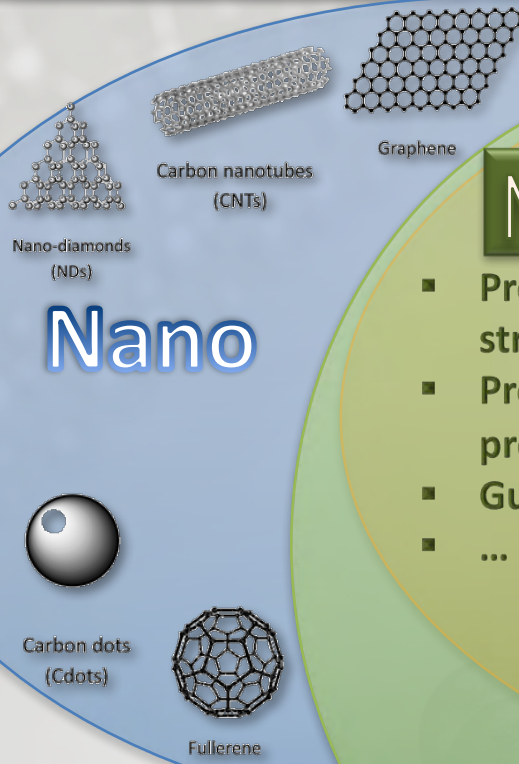 Graphene
Carbon nanotubes
(CNTs)
Nano-diamonds
(NDs)
Nano
Carbon dots
(Cdots)
Fullerene
▪ 
▪ 
▪ 
▪ ...